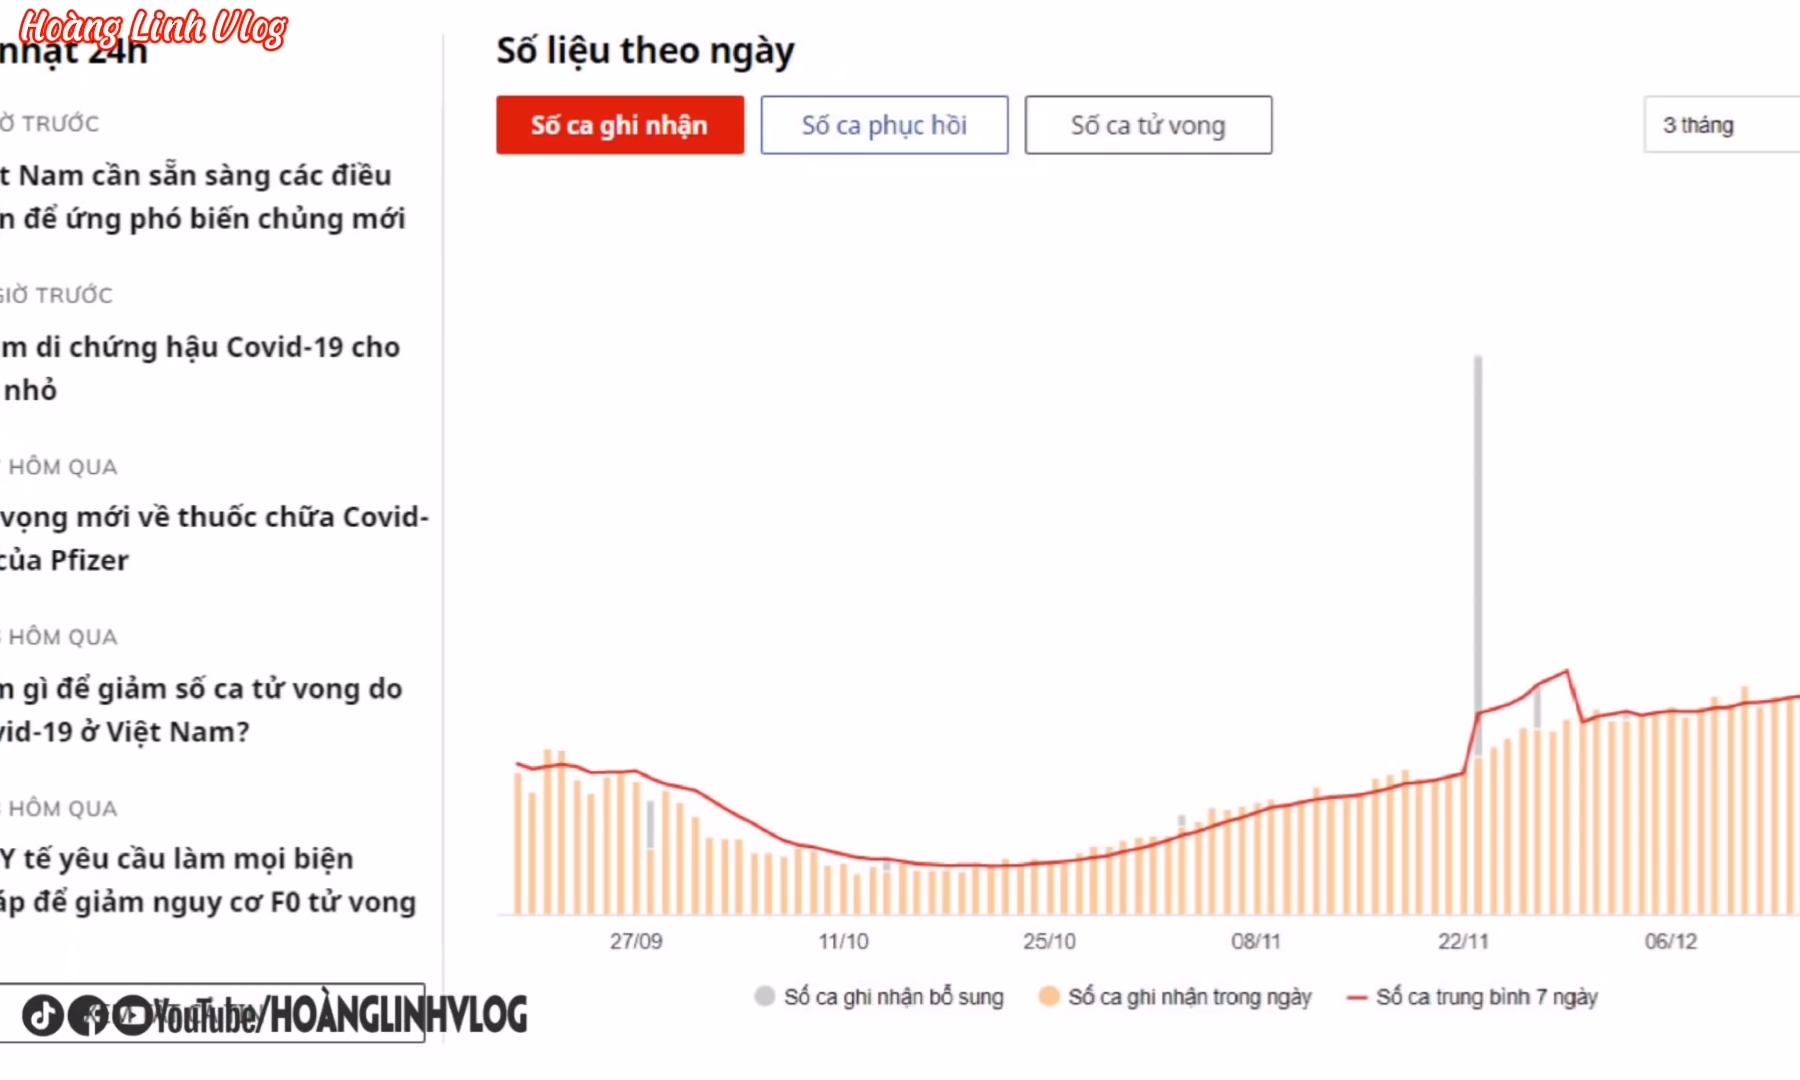 Hoàng Linh Vlog
nhất 24h
Ờ TRƯỚC
t Nam cần sẵn sàng các điều
n để ứng phó biến chủng mới
GIỜ TRƯỚC
m di chứng hậu Covid-19 cho
nhỏ
HÔM QUA
vọng mới về thuốc chữa Covid-
của Pfizer
HÔM QUA
m gì để giảm số ca tử vong do
vid-19 ở Việt Nam?
HÔM QUA
Y tế yêu cầu làm mọi biện
áp để giảm nguy cơ F0 tử vong
XEM TẤT CẢ TIN
YouTube/HOÀNGLINHVLOG
Số liệu theo ngày
Số ca ghi nhận
Số ca phục hồi
Số ca tử vong
3 tháng
27/09
11/10
25/10
08/11
22/11
06/12
Số ca ghi nhận bổ sung
Số ca ghi nhận trong ngày
Số ca trung bình 7 ngày